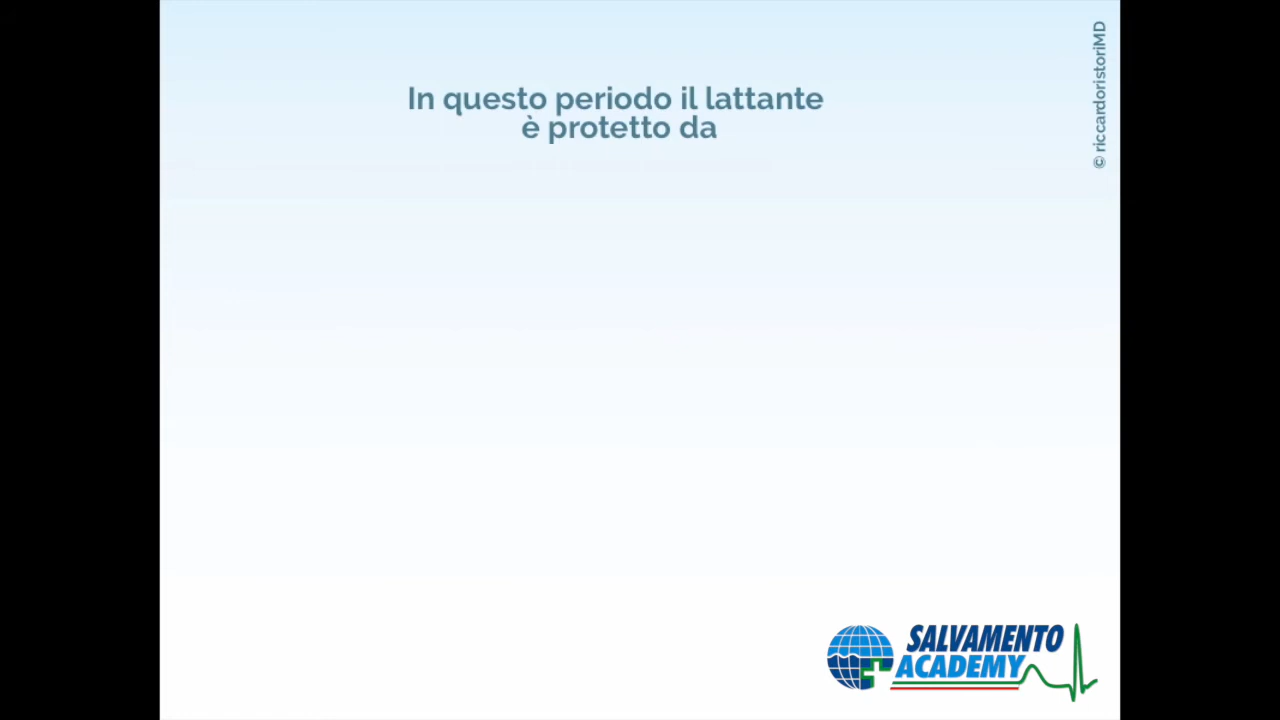 In questo periodo il lattante
è protetto da
© riccardoristoriMD
SALVAMENTO
ACADEMY